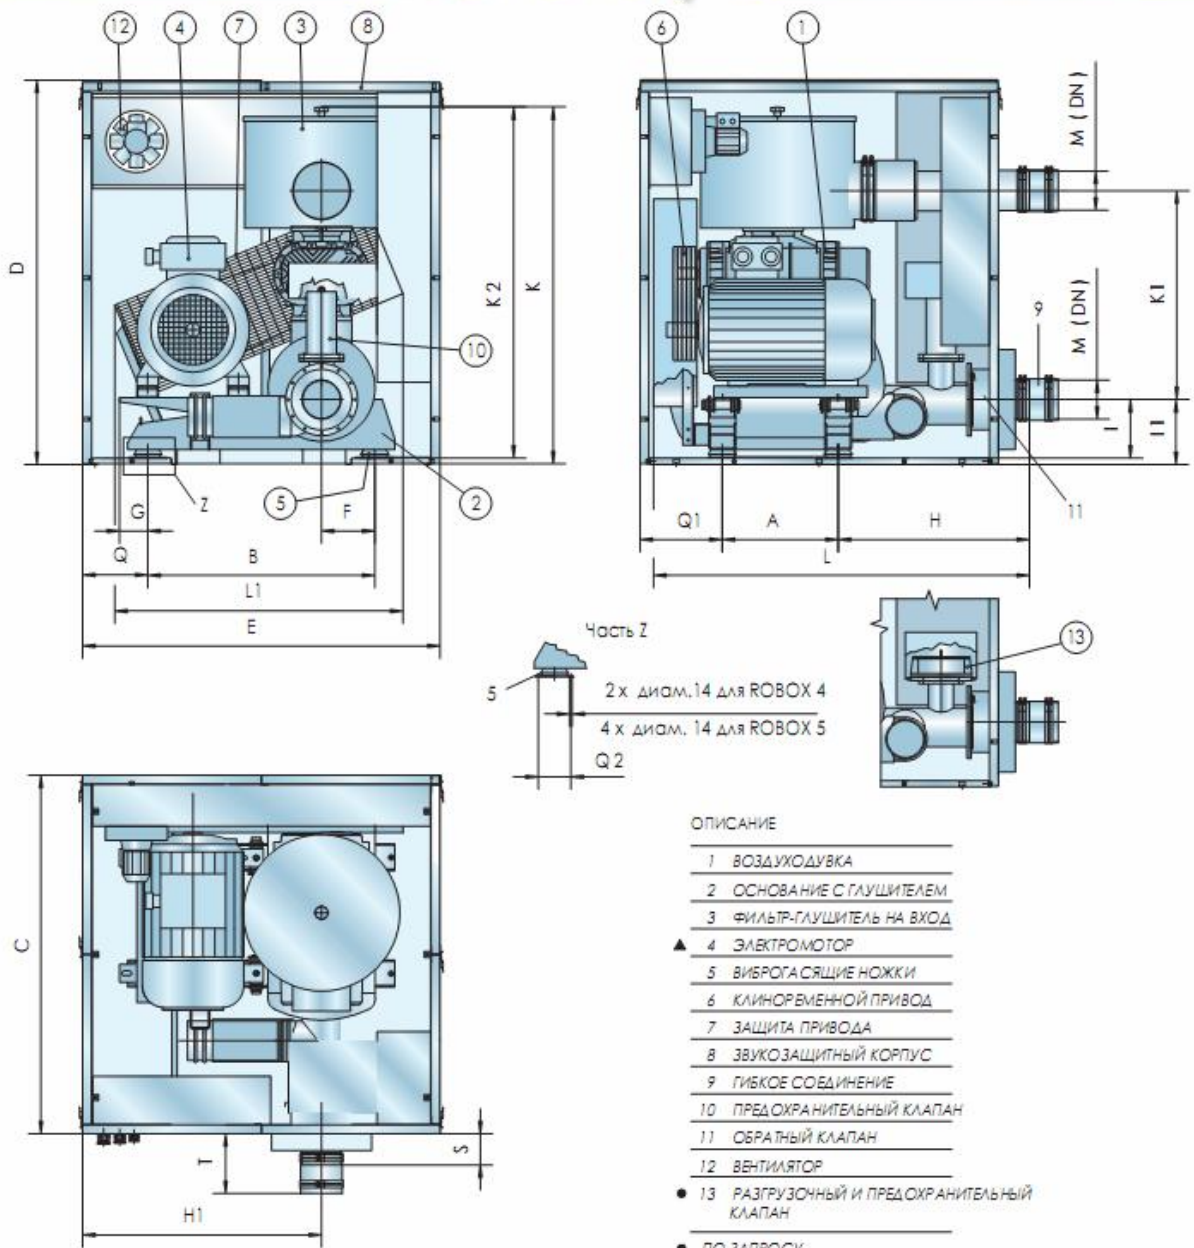 12 4 7 3 8
6 1
D
K2
K
10
G
Z
5
F
2
Q
B
L1
E
M (DN)
K1
M (DN)
9
I
I1
11
Q1
A
H
L
Часть Z
5
2 x диам.14 для ROBOX 4
4 x диам. 14 для ROBOX 5
Q2
13
C
T
S
H1
ОПИСАНИЕ
1 ВОЗДУХОДУВКА
2 ОСНОВАНИЕ С ГЛУШИТЕЛЕМ
3 ФИЛЬТР-ГЛУШИТЕЛЬ НА ВХОД
▲ 4 ЭЛЕКТРОМОТОР
5 ВИБРОГАСЯЩИЕ НОЖКИ
6 КЛИНОРЕМЕННОЙ ПРИВОД
7 ЗАЩИТА ПРИВОДА
8 ЗВУКОЗАЩИТНЫЙ КОРПУС
9 ГИБКОЕ СОЕДИНЕНИЕ
10 ПРЕДОХРАНИТЕЛЬНЫЙ КЛАПАН
11 ОБРАТНЫЙ КЛАПАН
12 ВЕНТИЛЯТОР
● 13 РАЗГРУЗОЧНЫЙ И ПРЕДОХРАНИТЕЛЬНЫЙ
КЛАПАН
● ПО ЗАПРОСУ